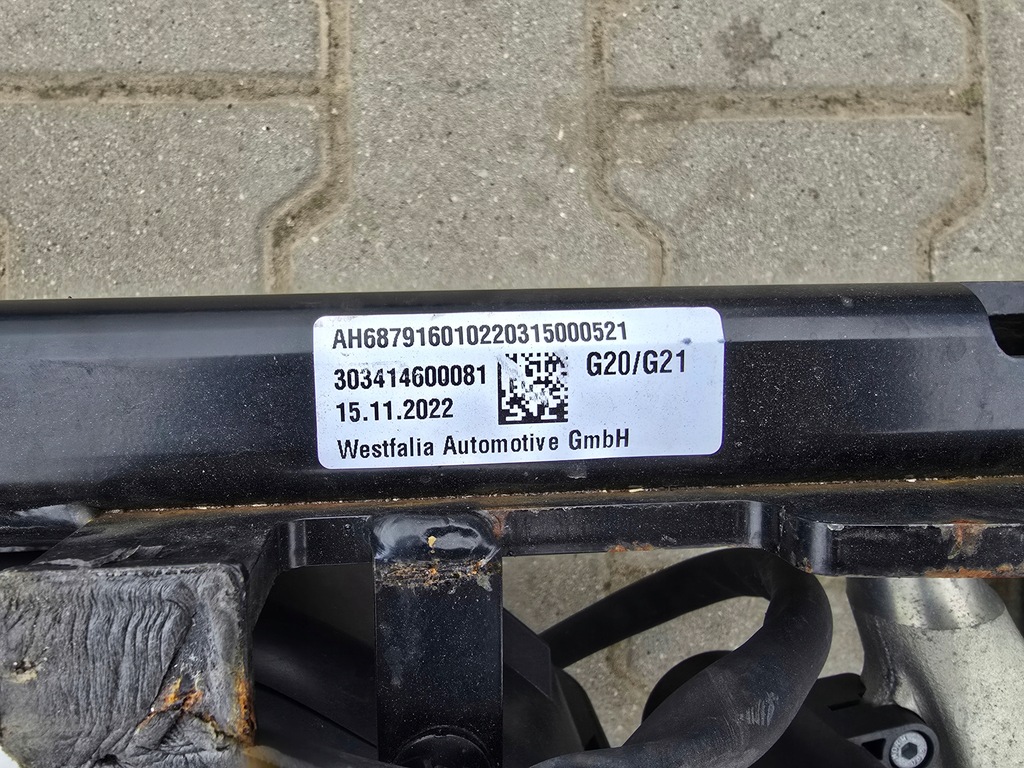 AH687916010220315000521
303414600081
G20/G21
15.11.2022
Westfalia Automotive GmbH